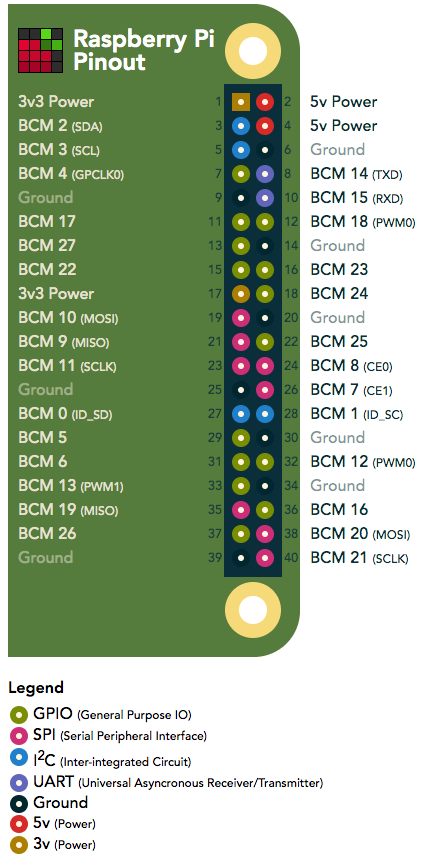 Raspberry Pi
Pinout
3v3 Power 1 2 5v Power
BCM 2 (SDA) 3 4 5v Power
BCM 3 (SCL) 5 6 Ground
BCM 4 (GPCLK0) 7 8 BCM 14 (TXD)
Ground 9 10 BCM 15 (RXD)
BCM 17 11 12 BCM 18 (PWM0)
BCM 27 13 14 Ground
BCM 22 15 16 BCM 23
3v3 Power 17 18 BCM 24
BCM 10 (MOSI) 19 20 Ground
BCM 9 (MISO) 21 22 BCM 25
BCM 11 (SCLK) 23 24 BCM 8 (CE0)
Ground 25 26 BCM 7 (CE1)
BCM 0 (ID_SD) 27 28 BCM 1 (ID_SC)
BCM 5 29 30 Ground
BCM 6 31 32 BCM 12 (PWM0)
BCM 13 (PWM1) 33 34 Ground
BCM 19 (MISO) 35 36 BCM 16
BCM 26 37 38 BCM 20 (MOSI)
Ground 39 40 BCM 21 (SCLK)
Legend
GPIO (General Purpose IO)
SPI (Serial Peripheral Interface)
I²C (Inter-integrated Circuit)
UART (Universal Asyncronous Receiver/Transmitter)
Ground
5v (Power)
3v (Power)